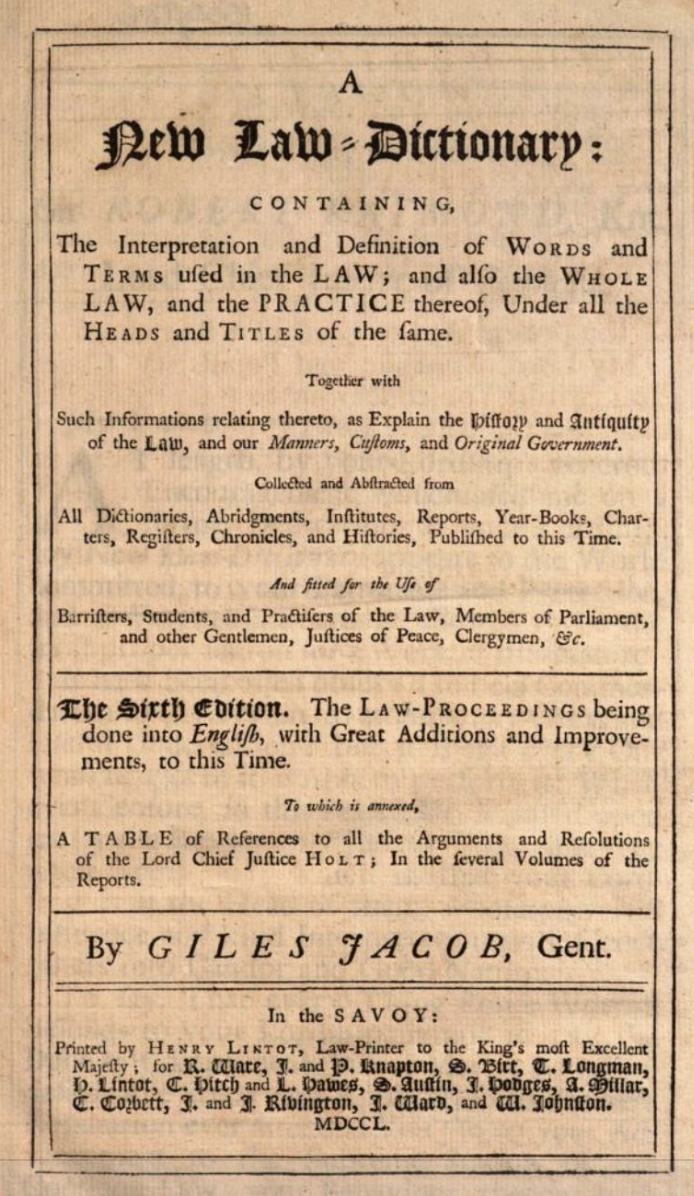 A
New Law-Dictionary:
CONTAINING,
The Interpretation and Definition of WORDS and
TERMS uſed in the LAW; and alſo the WHOLE
LAW, and the PRACTICE thereof, Under all the
HEADS and TITLES of the ſame.
Together with
Such Informations relating thereto, as Explain the Hiſtory and Antiquity
of the Law, and our Manners, Cuſtoms, and Original Government.
Collected and Abſtracted from
All Dictionaries, Abridgments, Inſtitutes, Reports, Year-Books, Char-
ters, Regiſters, Chronicles, and Hiſtories, Publiſhed to this Time.
And fitted for the Uſe of
Barriſters, Students, and Practiſers of the Law, Members of Parliament,
and other Gentlemen, Juſtices of Peace, Clergymen, &c.
The Sixth Edition. The LAW-PROCEEDINGS being
done into Engliſh, with Great Additions and Improve-
ments, to this Time.
To which is annexed,
A TABLE of References to all the Arguments and Reſolutions
of the Lord Chief Juſtice HOLT; In the ſeveral Volumes of the
Reports.
By GILES JACOB, Gent.
In the SAVOY:
Printed by HENRY LINTOT, Law-Printer to the King's moſt Excellent
Majeſty; for R. Ware, J. and P. Knapton, S. Birt, T. Longman,
H. Lintot, C. Hitch and L. Hawes, S. Auſtin, J. Hodges, A. Millar,
C. Corbett, J. and J. Rivington, J. Ward, and W. Johnſton.
MDCCL.